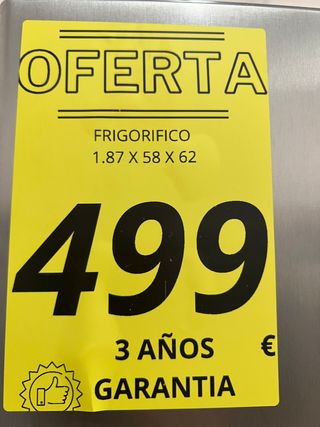 OFERTA
FRIGORIFICO
1.87 X 58 X 62
499
3 AÑOS €
GARANTIA